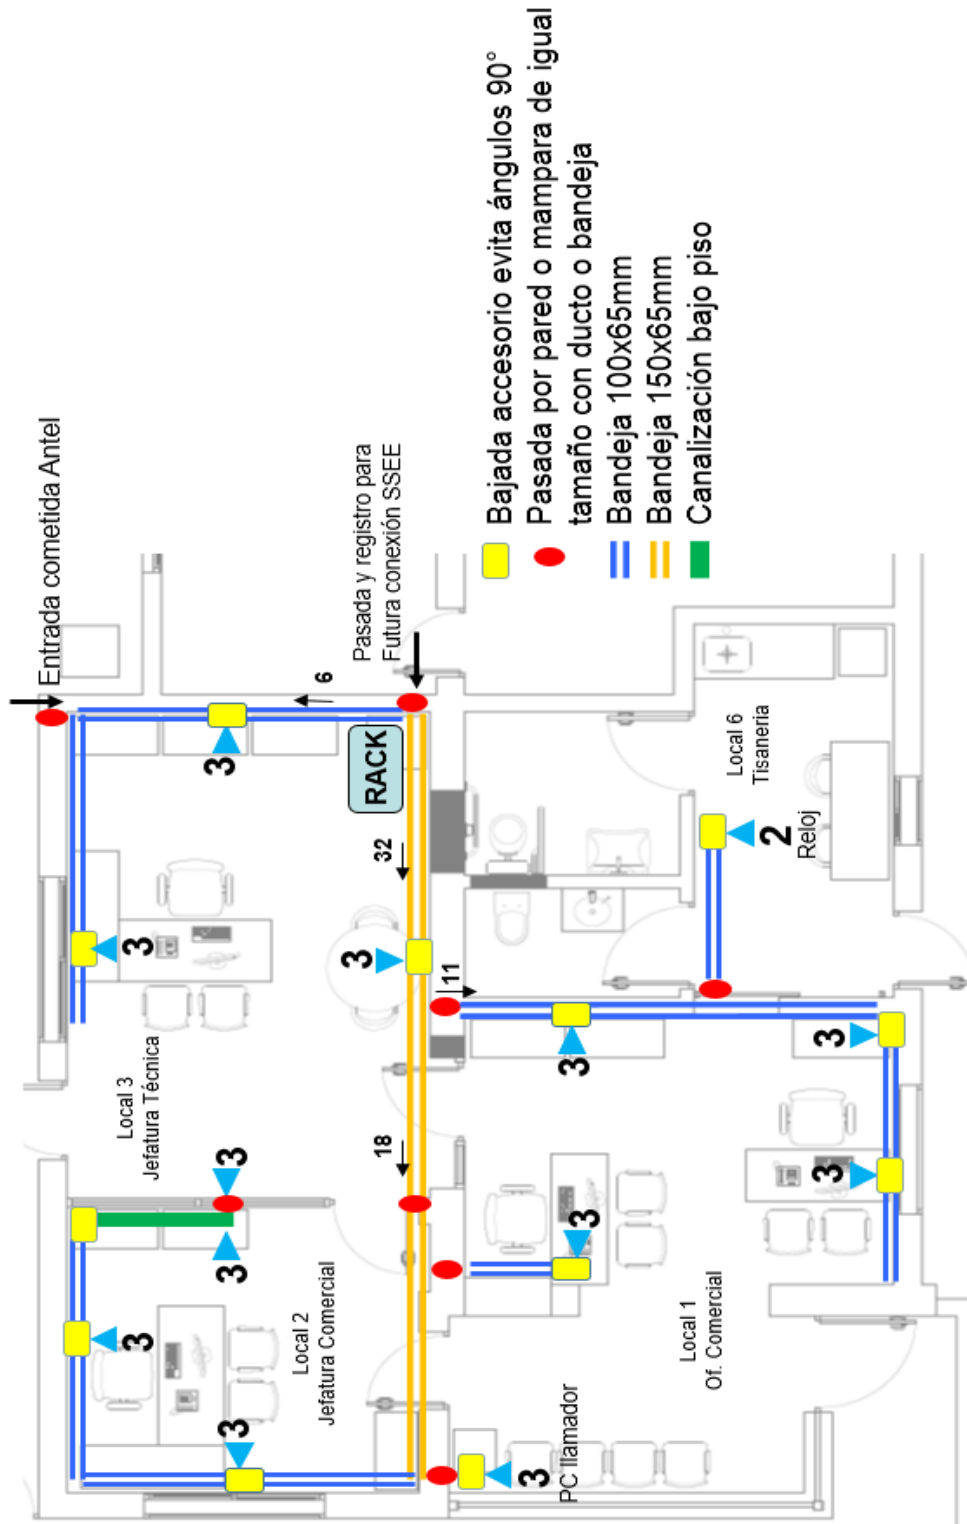 Entrada cometida Antel
Pasada y registro para
Futura conexión SSEE
6
3
RACK
32
3
3
11
18
Local 3
Jefatura Técnica
3
3
3
3
Local 2
Jefatura Comercial
3
3
3
3
Local 1
Of. Comercial
3
PC llamador
Local 6
Tisaneria
2
Reloj
Bajada accesorio evita ángulos 90°
Pasada por pared o mampara de igual
tamaño con ducto o bandeja
Bandeja 100x65mm
Bandeja 150x65mm
Canalización bajo piso